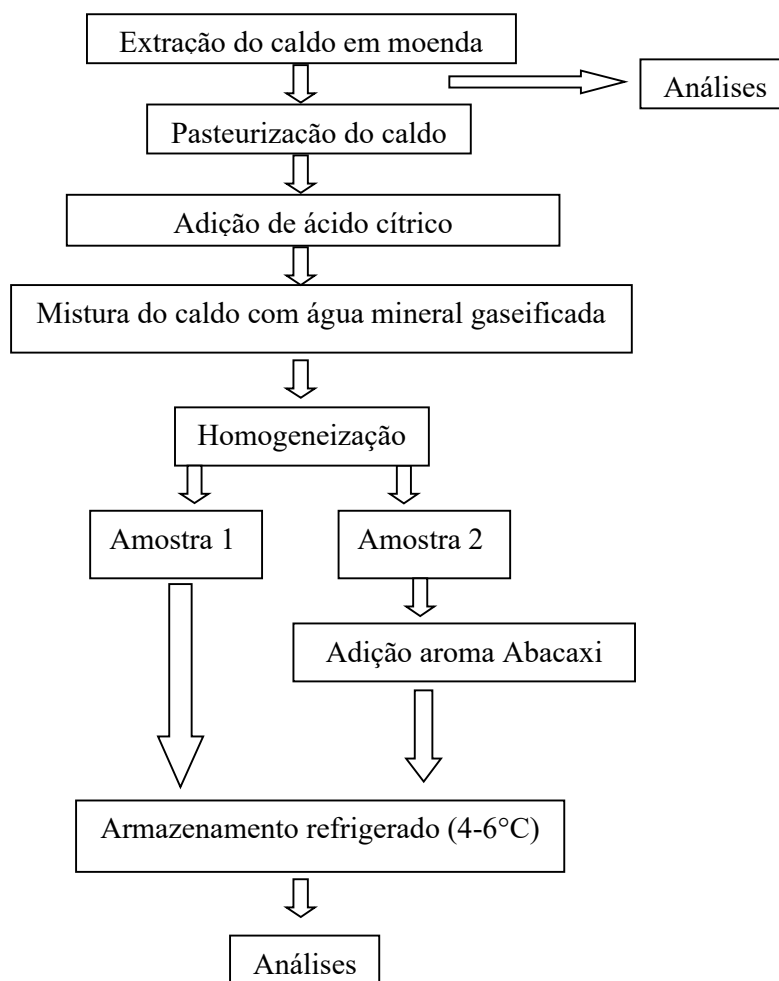 Extração do caldo em moenda
Análises
Pasteurização do caldo
Adição de ácido cítrico
Mistura do caldo com água mineral gaseificada
Homogeneização
Amostra 1
Amostra 2
Adição aroma Abacaxi
Armazenamento refrigerado (4-6°C)
Análises